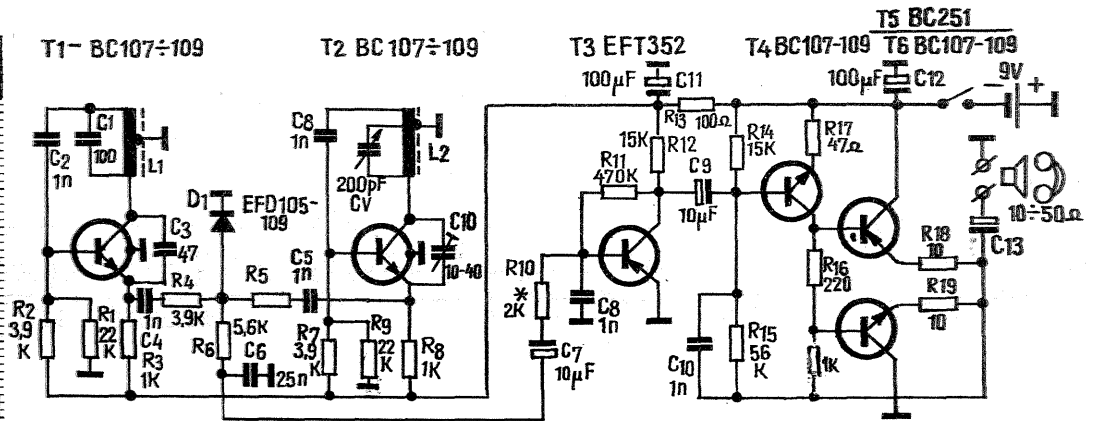 T1- BC107÷109
T2 BC107÷109
T3 EFT352
T4 BC107-109
T5 BC251
T6 BC107-109
100µF
C11
100µF
C12
9V
- +
C2
1n
C1
100
L1
C8
1n
200pF
CV
L2
R13
100Ω
15K
R12
R14
15K
R17
47Ω
R11
470K
C9
10µF
10÷50Ω
C3
47
D1
EFD105-
109
C10
10-40
C13
R4
3,9K
R5
C5
1n
R10
*
2K
C8
1n
R16
220
R18
10
R19
10
R2
3,9
K
R1
22
K
1n
C4
R3
1K
5,6K
R6
C6
25n
R7
3,9
K
R9
22
K
R8
1K
C7
10µF
C10
1n
R15
56
K
1K